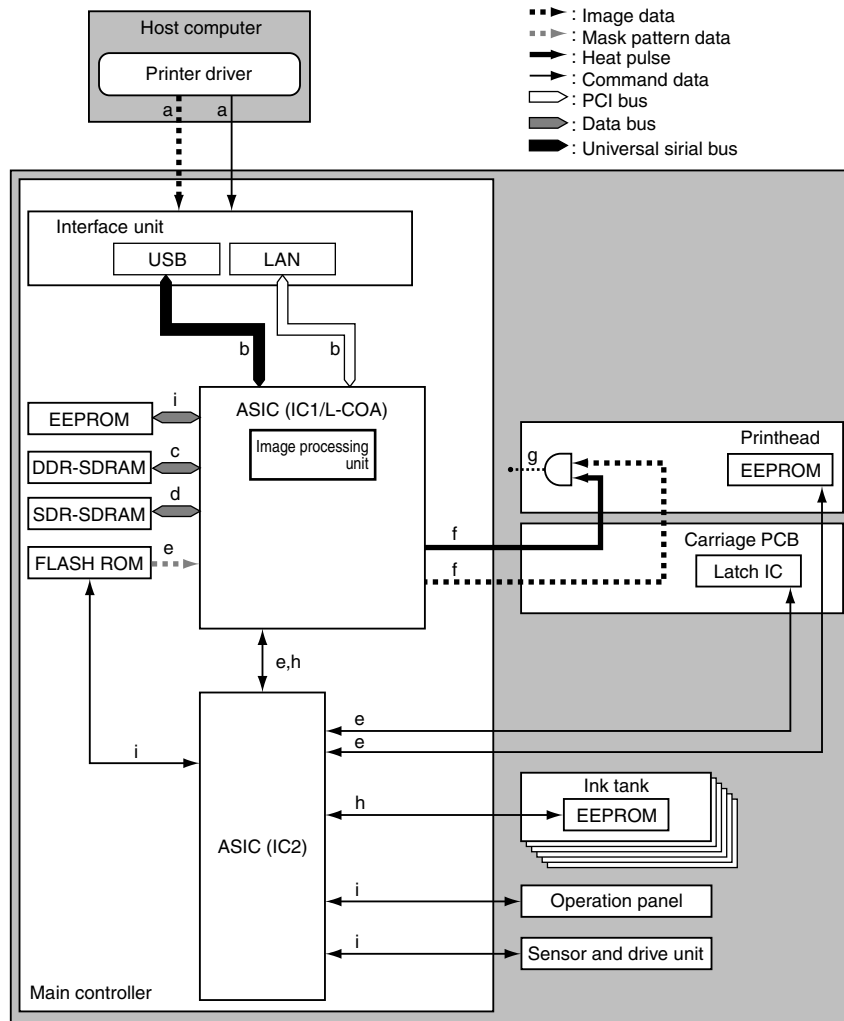 Host computer
Printer driver
a
a
: Image data
: Mask pattern data
: Heat pulse
: Command data
: PCI bus
: Data bus
: Universal sirial bus
Interface unit
USB
LAN
b
b
EEPROM
i
DDR-SDRAM
c
SDR-SDRAM
d
FLASH ROM
e
ASIC (IC1/L-COA)
Image processing
unit
f
f
g
Printhead
EEPROM
Carriage PCB
Latch IC
e,h
e
e
i
h
Ink tank
EEPROM
ASIC (IC2)
i
Operation panel
i
Sensor and drive unit
Main controller